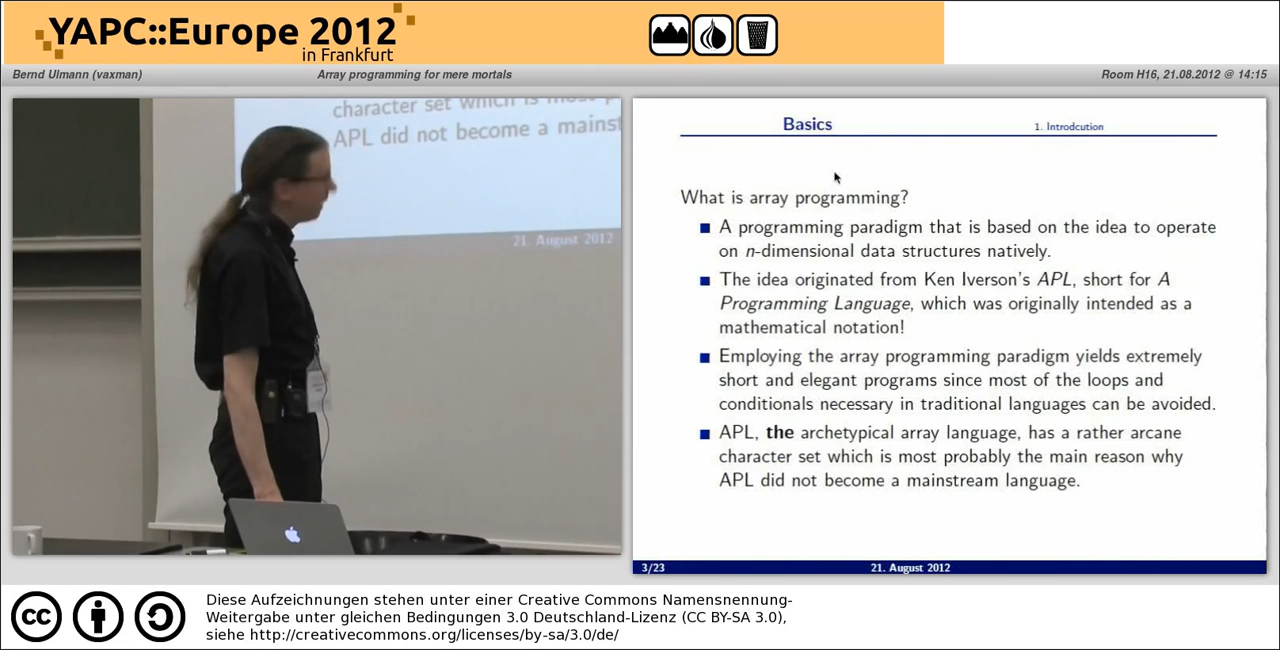 YAPC::Europe 2012
in Frankfurt
Bernd Ulmann (vaxman)
Array programming for mere mortals
Room H16, 21.08.2012 @ 14:15
character set which is most p
APL did not become a mainst
21. August 2012
Basics
1. Introdcution
What is array programming?
A programming paradigm that is based on the idea to operate
on n-dimensional data structures natively.
The idea originated from Ken Iverson's APL, short for A
Programming Language, which was originally intended as a
mathematical notation!
Employing the array programming paradigm yields extremely
short and elegant programs since most of the loops and
conditionals necessary in traditional languages can be avoided.
APL, the archetypical array language, has a rather arcane
character set which is most probably the main reason why
APL did not become a mainstream language.
3/23
21. August 2012
cc
Diese Aufzeichnungen stehen unter einer Creative Commons Namensnennung-
Weitergabe unter gleichen Bedingungen 3.0 Deutschland-Lizenz (CC BY-SA 3.0),
siehe http://creativecommons.org/licenses/by-sa/3.0/de/